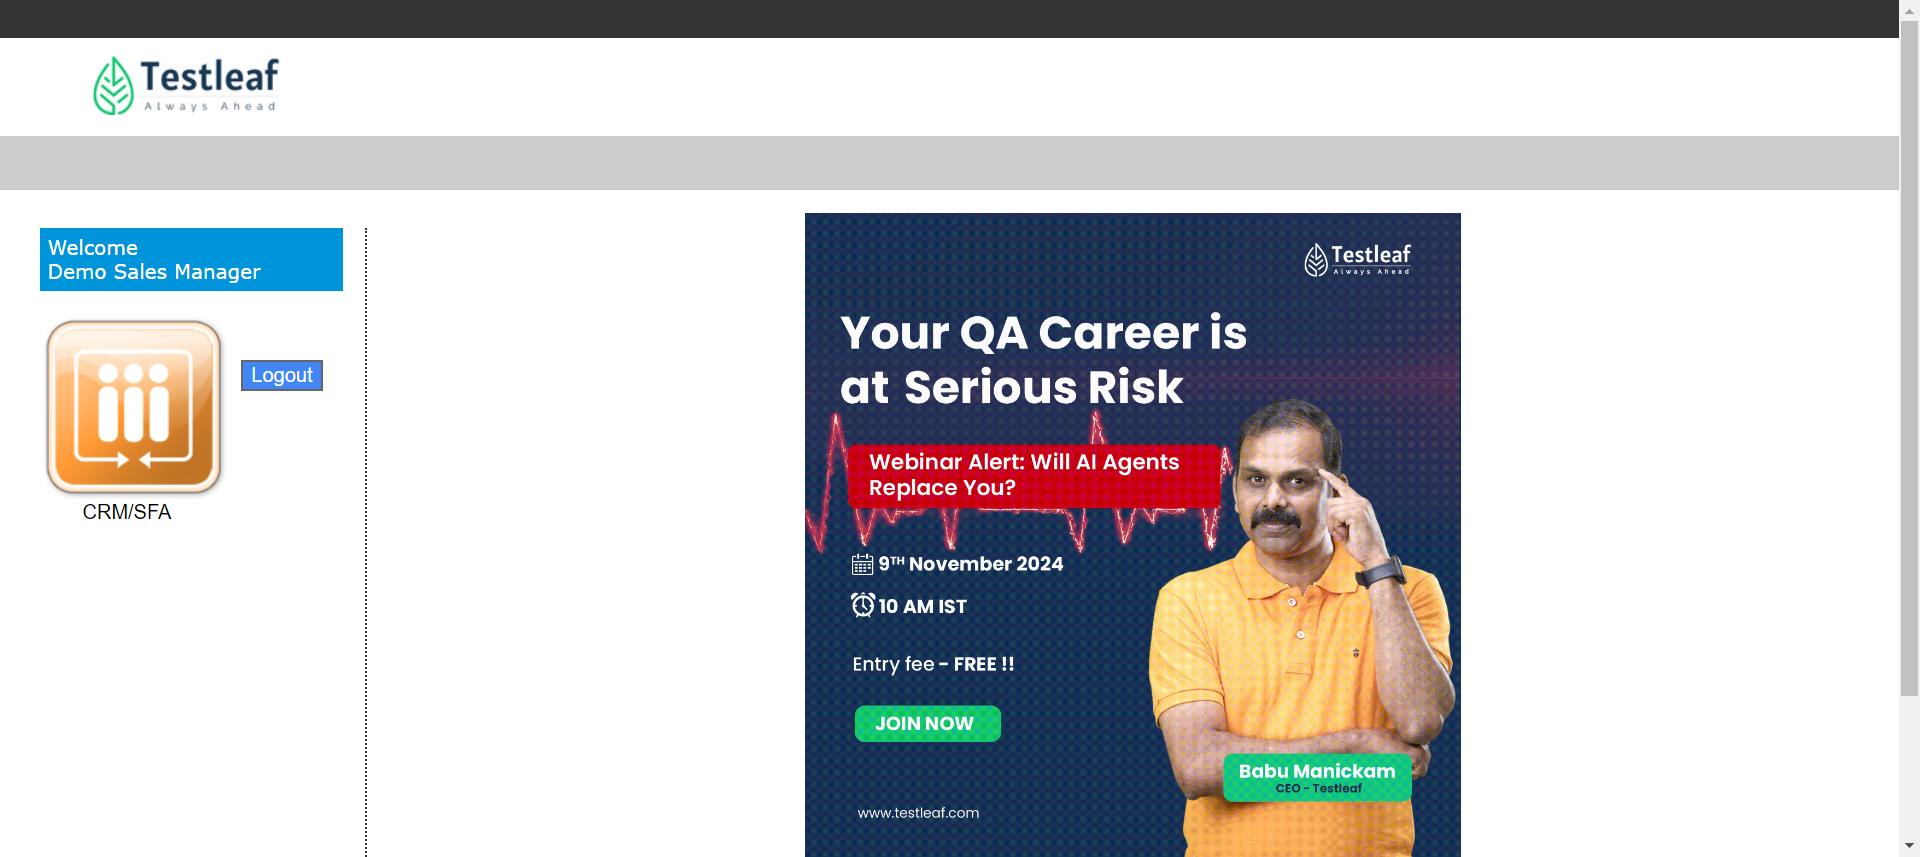 Testleaf
Always Ahead
Welcome
Demo Sales Manager
Logout
CRM/SFA
Testleaf
Always Ahead
Your QA Career is
at Serious Risk
Webinar Alert: Will AI Agents
Replace You?
9TH November 2024
10 AM IST
Entry fee - FREE !!
JOIN NOW
Babu Manickam
CEO - Testleaf
www.testleaf.com